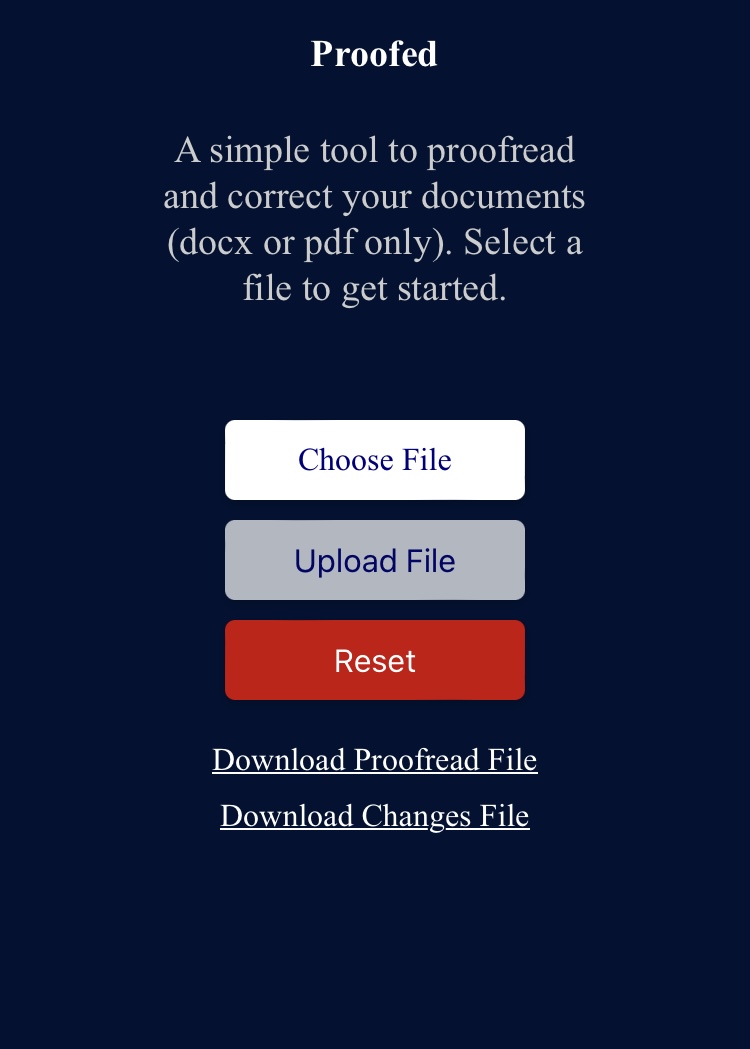 Proofed
A simple tool to proofread
and correct your documents
(docx or pdf only). Select a
file to get started.
Choose File
Upload File
Reset
Download Proofread File
Download Changes File